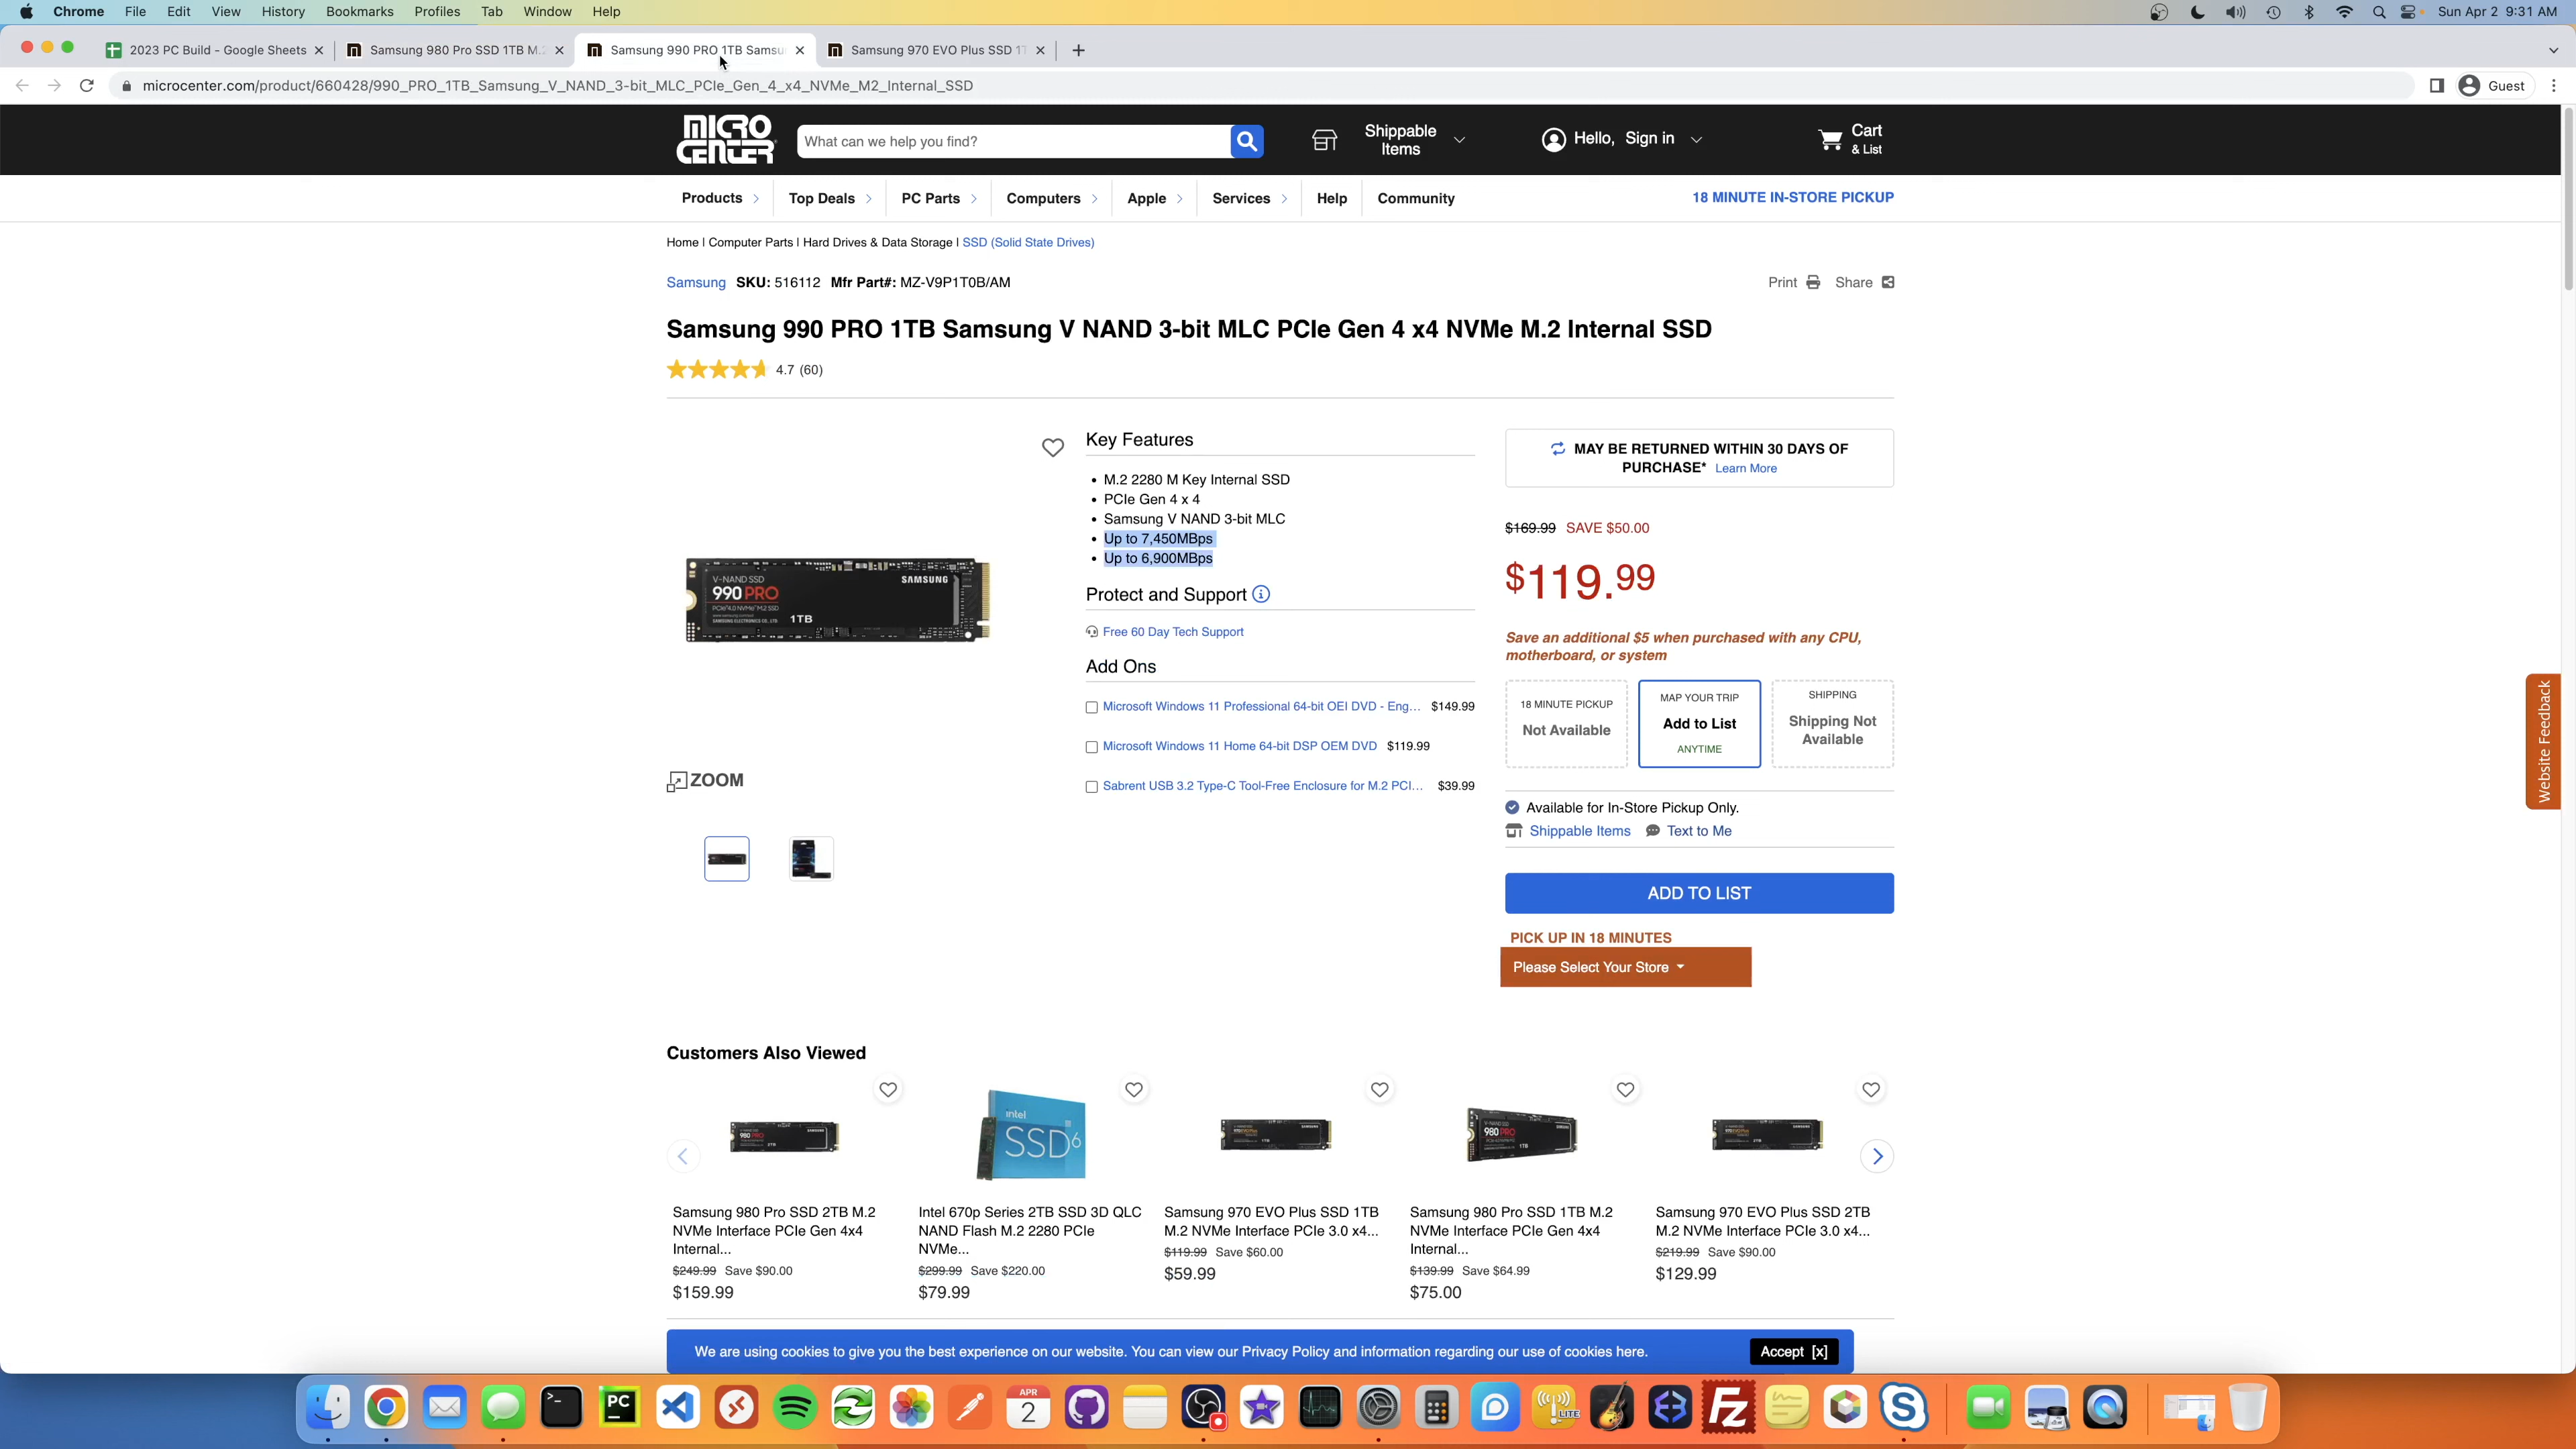 Chrome File Edit View History Bookmarks Profiles Tab Window Help
Sun Apr 2 9:31 AM
2023 PC Build - Google Sheets
Samsung 980 Pro SSD 1TB M.2
Samsung 990 PRO 1TB Samsu
Samsung 970 EVO Plus SSD 1T
microcenter.com/product/660428/990_PRO_1TB_Samsung_V_NAND_3-bit_MLC_PCIe_Gen_4_x4_NVMe_M2_Internal_SSD
Guest
MICRO CENTER
What can we help you find?
Shippable Items
Hello, Sign in
Cart & List
Products Top Deals PC Parts Computers Apple Services Help Community
18 MINUTE IN-STORE PICKUP
Home | Computer Parts | Hard Drives & Data Storage | SSD (Solid State Drives)
Samsung SKU: 516112 Mfr Part#: MZ-V9P1T0B/AM
Print Share
Samsung 990 PRO 1TB Samsung V NAND 3-bit MLC PCIe Gen 4 x4 NVMe M.2 Internal SSD
4.7 (60)
V-NAND SSD
990 PRO
PCIe 4.0 NVMe M.2 SSD
SAMSUNG
1TB
ZOOM
Key Features
• M.2 2280 M Key Internal SSD
• PCIe Gen 4 x 4
• Samsung V NAND 3-bit MLC
• Up to 7,450MBps
• Up to 6,900MBps
Protect and Support
Free 60 Day Tech Support
Add Ons
Microsoft Windows 11 Professional 64-bit OEI DVD - Eng... $149.99
Microsoft Windows 11 Home 64-bit DSP OEM DVD $119.99
Sabrent USB 3.2 Type-C Tool-Free Enclosure for M.2 PCI... $39.99
MAY BE RETURNED WITHIN 30 DAYS OF
PURCHASE* Learn More
$169.99 SAVE $50.00
$119.99
Save an additional $5 when purchased with any CPU,
motherboard, or system
18 MINUTE PICKUP
Not Available
MAP YOUR TRIP
Add to List
ANYTIME
SHIPPING
Shipping Not
Available
Available for In-Store Pickup Only.
Shippable Items Text to Me
ADD TO LIST
PICK UP IN 18 MINUTES
Please Select Your Store
Website Feedback
Customers Also Viewed
Samsung 980 Pro SSD 2TB M.2
NVMe Interface PCIe Gen 4x4
Internal...
$249.99 Save $90.00
$159.99
intel
SSD6
Intel 670p Series 2TB SSD 3D QLC
NAND Flash M.2 2280 PCIe
NVMe...
$299.99 Save $220.00
$79.99
Samsung 970 EVO Plus SSD 1TB
M.2 NVMe Interface PCIe 3.0 x4...
$119.99 Save $60.00
$59.99
Samsung 980 Pro SSD 1TB M.2
NVMe Interface PCIe Gen 4x4
Internal...
$139.99 Save $64.99
$75.00
Samsung 970 EVO Plus SSD 2TB
M.2 NVMe Interface PCIe 3.0 x4...
$219.99 Save $90.00
$129.99
We are using cookies to give you the best experience on our website. You can view our Privacy Policy and information regarding our use of cookies here.
Accept [x]
PC
APR
2
LITE
Fz